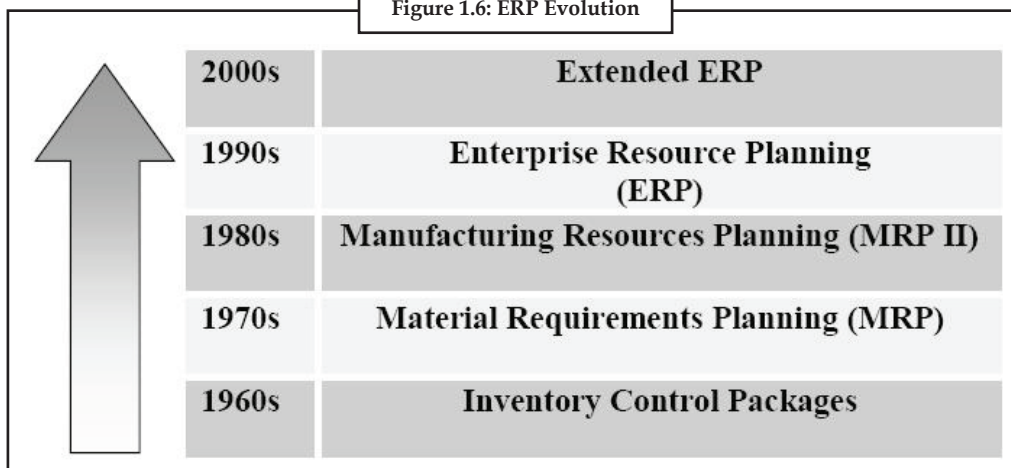 Figure 1.6: ERP Evolution
2000s Extended ERP
1990s Enterprise Resource Planning
(ERP)
1980s Manufacturing Resources Planning (MRP II)
1970s Material Requirements Planning (MRP)
1960s Inventory Control Packages